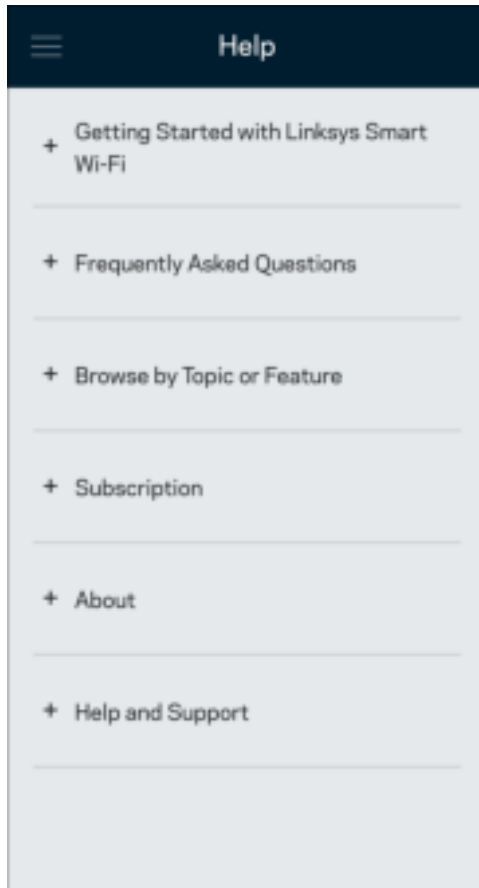 Help
+ Getting Started with Linksys Smart
Wi-Fi
+ Frequently Asked Questions
+ Browse by Topic or Feature
+ Subscription
+ About
+ Help and Support